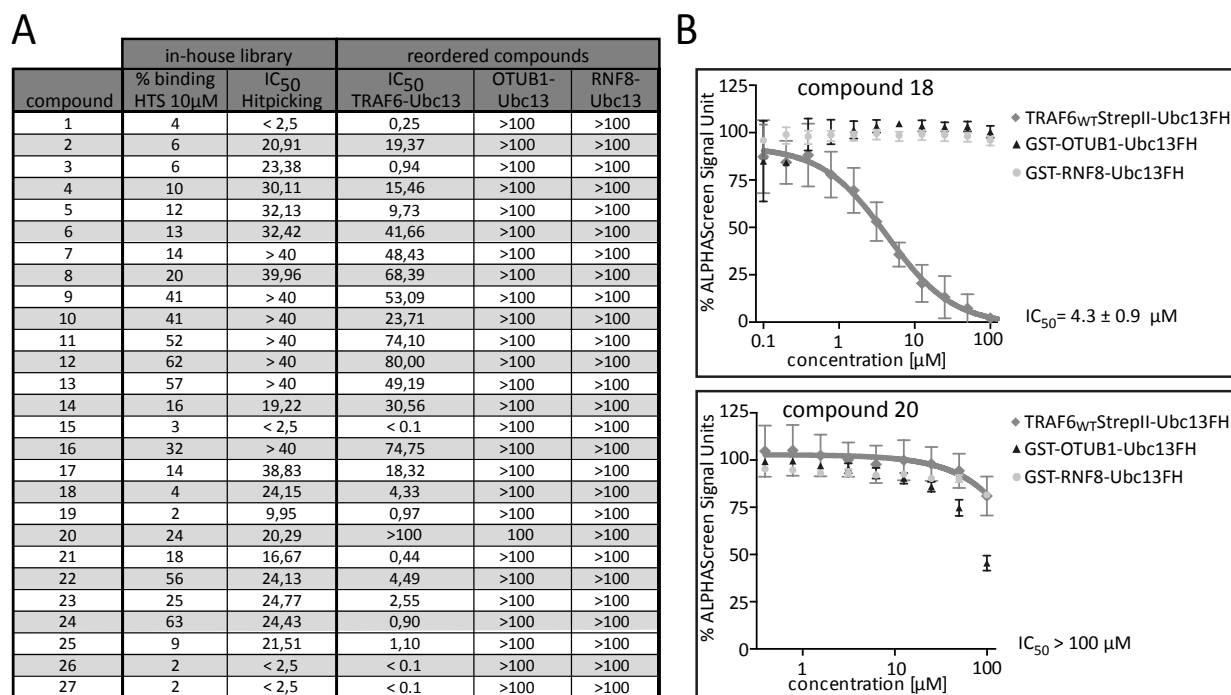 A
in-house library reordered compounds
compound % binding HTS 10µM IC50 Hitpicking IC50 TRAF6-Ubc13 OTUB1-Ubc13 RNF8-Ubc13
1 4 < 2,5 0,25 >100 >100
2 6 20,91 19,37 >100 >100
3 6 23,38 0,94 >100 >100
4 10 30,11 15,46 >100 >100
5 12 32,13 9,73 >100 >100
6 13 32,42 41,66 >100 >100
7 14 > 40 48,43 >100 >100
8 20 39,96 68,39 >100 >100
9 41 > 40 53,09 >100 >100
10 41 > 40 23,71 >100 >100
11 52 > 40 74,10 >100 >100
12 62 > 40 80,00 >100 >100
13 57 > 40 49,19 >100 >100
14 16 19,22 30,56 >100 >100
15 3 < 2,5 < 0.1 >100 >100
16 32 > 40 74,75 >100 >100
17 14 38,83 18,32 >100 >100
18 4 24,15 4,33 >100 >100
19 2 9,95 0,97 >100 >100
20 24 20,29 >100 100 >100
21 18 16,67 0,44 >100 >100
22 56 24,13 4,49 >100 >100
23 25 24,77 2,55 >100 >100
24 63 24,43 0,90 >100 >100
25 9 21,51 1,10 >100 >100
26 2 < 2,5 < 0.1 >100 >100
27 2 < 2,5 < 0.1 >100 >100
B
compound 18
% ALPHAScreen Signal Unit
125
100
75
50
25
0
0.1 1 10 100
concentration [µM]
TRAF6WTStrepII-Ubc13FH
GST-OTUB1-Ubc13FH
GST-RNF8-Ubc13FH
IC50= 4.3 ± 0.9 µM
compound 20
% ALPHAScreen Signal Units
125
100
75
50
25
0
1 10 100
concentration [µM]
TRAF6WTStrepII-Ubc13FH
GST-OTUB1-Ubc13FH
GST-RNF8-Ubc13FH
IC50 > 100 µM